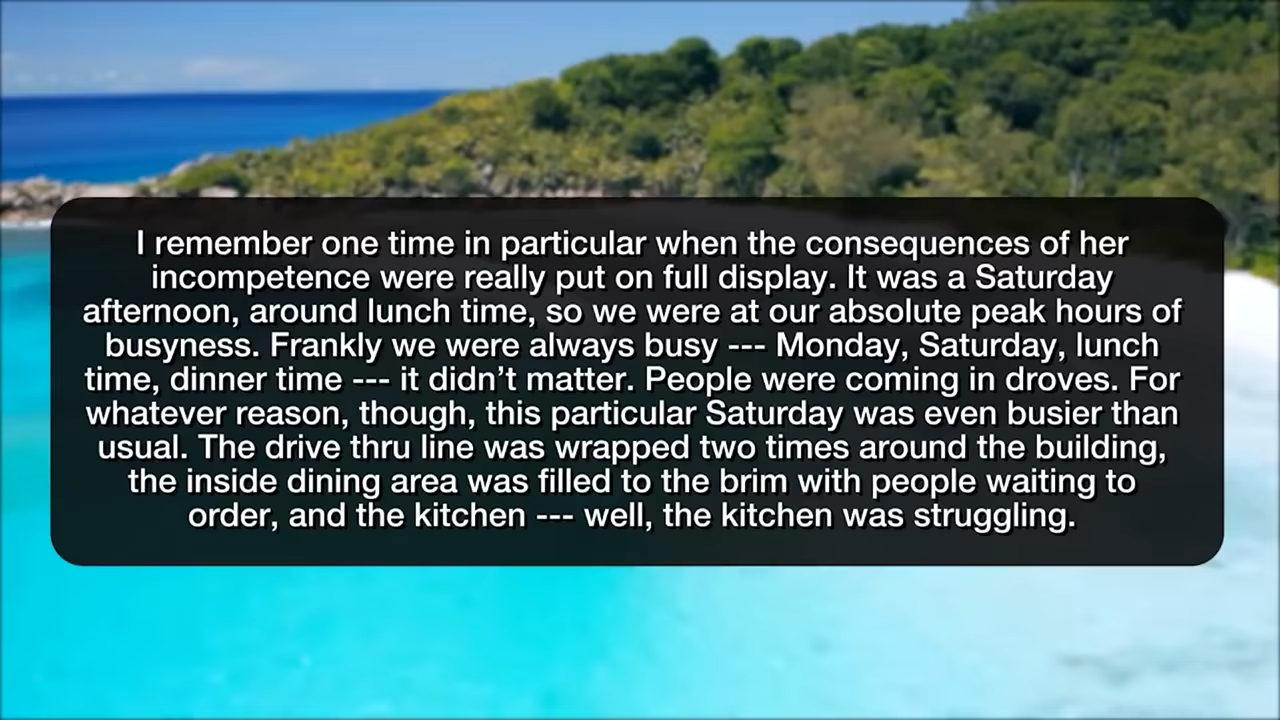 I remember one time in particular when the consequences of her
incompetence were really put on full display. It was a Saturday
afternoon, around lunch time, so we were at our absolute peak hours of
busyness. Frankly we were always busy --- Monday, Saturday, lunch
time, dinner time --- it didn’t matter. People were coming in droves. For
whatever reason, though, this particular Saturday was even busier than
usual. The drive thru line was wrapped two times around the building,
the inside dining area was filled to the brim with people waiting to
order, and the kitchen --- well, the kitchen was struggling.